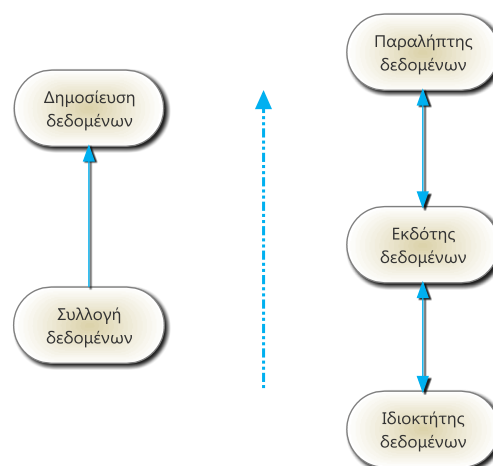 Δημοσίευση
δεδομένων
Συλλογή
δεδομένων
Παραλήπτης
δεδομένων
Εκδότης
δεδομένων
Ιδιοκτήτης
δεδομένων